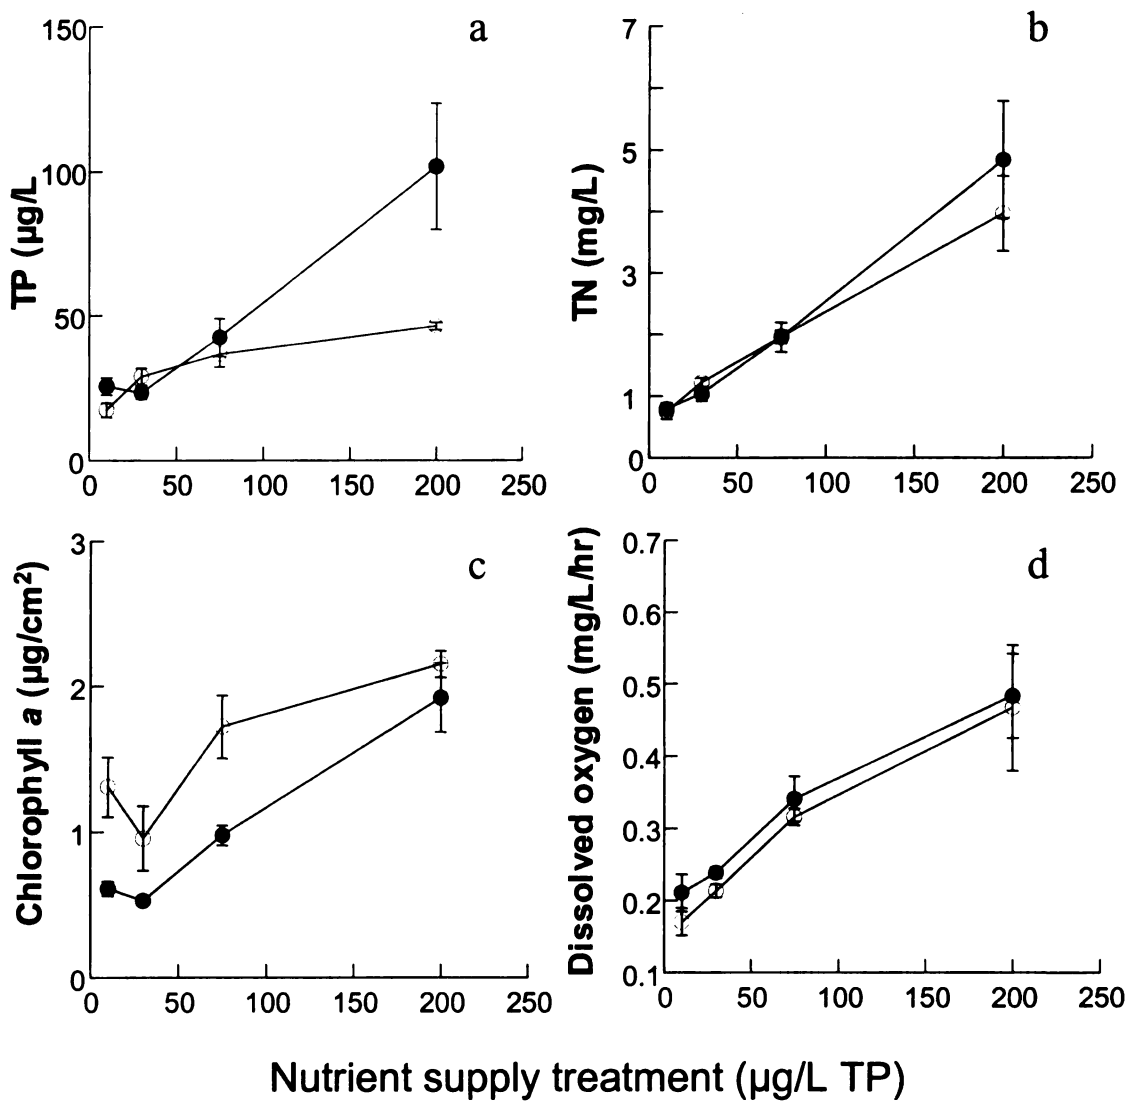 a
TP (µg/L
150
100
50
0
0 50 100 150 200 250
b
TN (mg/L)
7
5
3
1
0
0 50 100 150 200 250
c
Chlorophyll a (µg/cm²)
3
2
1
0
0 50 100 150 200 250
d
Dissolved oxygen (mg/L/hr)
0.7
0.6
0.5
0.4
0.3
0.2
0.1
0 50 100 150 200 250
Nutrient supply treatment (µg/L TP)